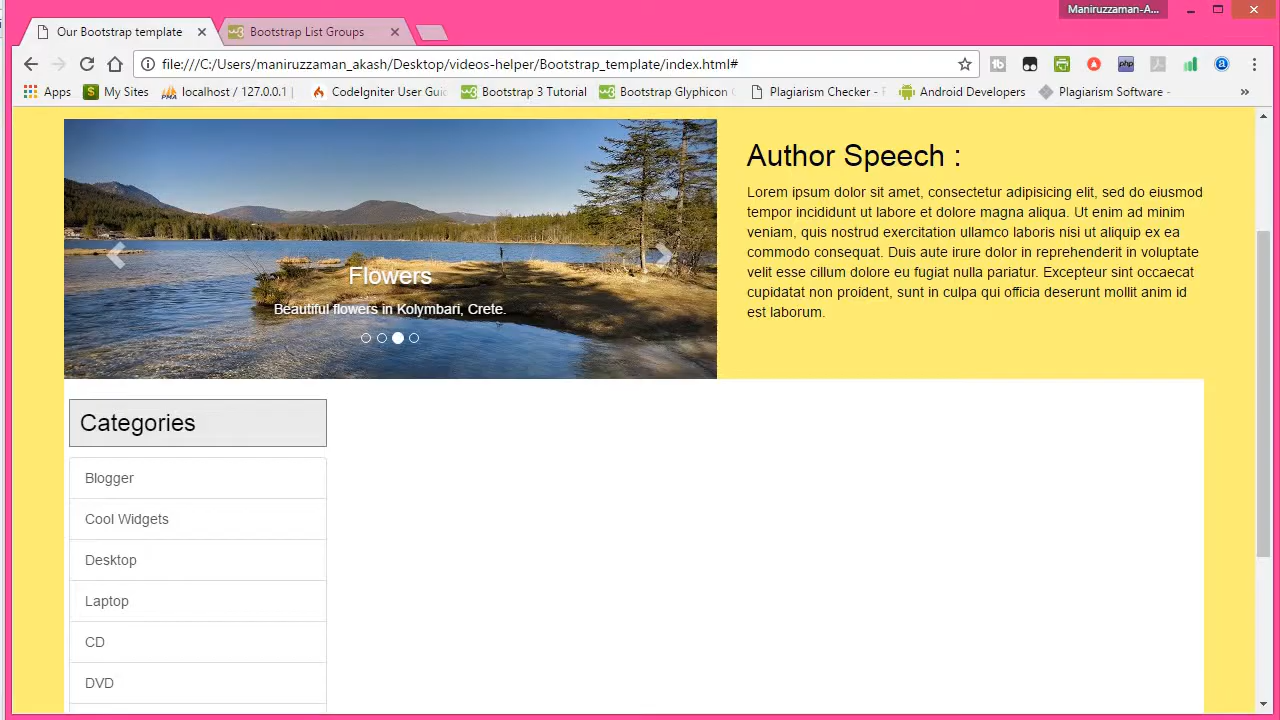 Maniruzzaman-A...
Our Bootstrap template
Bootstrap List Groups
file:///C:/Users/maniruzzaman_akash/Desktop/videos-helper/Bootstrap_template/index.html#
Apps My Sites localhost / 127.0.0.1 | CodeIgniter User Gui Bootstrap 3 Tutorial Bootstrap Glyphicon Plagiarism Checker - Android Developers Plagiarism Software - »
Flowers
Beautiful flowers in Kolymbari, Crete.
Author Speech :
Lorem ipsum dolor sit amet, consectetur adipisicing elit, sed do eiusmod
tempor incididunt ut labore et dolore magna aliqua. Ut enim ad minim
veniam, quis nostrud exercitation ullamco laboris nisi ut aliquip ex ea
commodo consequat. Duis aute irure dolor in reprehenderit in voluptate
velit esse cillum dolore eu fugiat nulla pariatur. Excepteur sint occaecat
cupidatat non proident, sunt in culpa qui officia deserunt mollit anim id
est laborum.
Categories
Blogger
Cool Widgets
Desktop
Laptop
CD
DVD